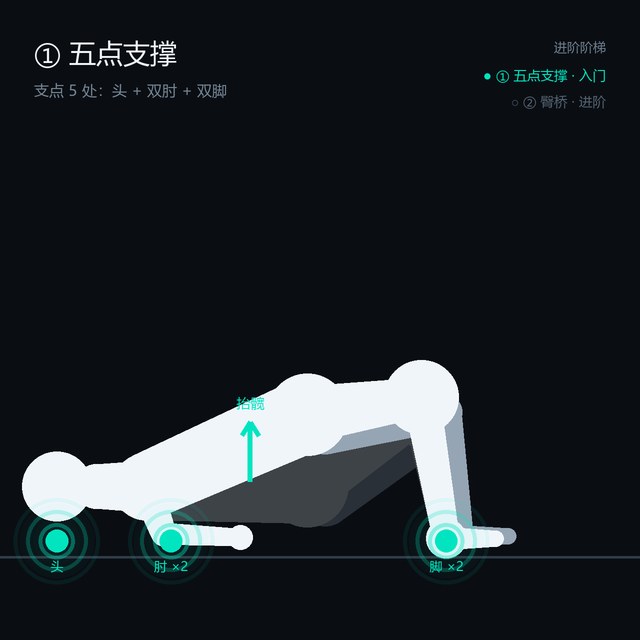 ① 五点支撑
支点 5 处：头 + 双肘 + 双脚
进阶阶梯
① 五点支撑 · 入门
② 臀桥 · 进阶
抬髋
头
肘 ×2
脚 ×2